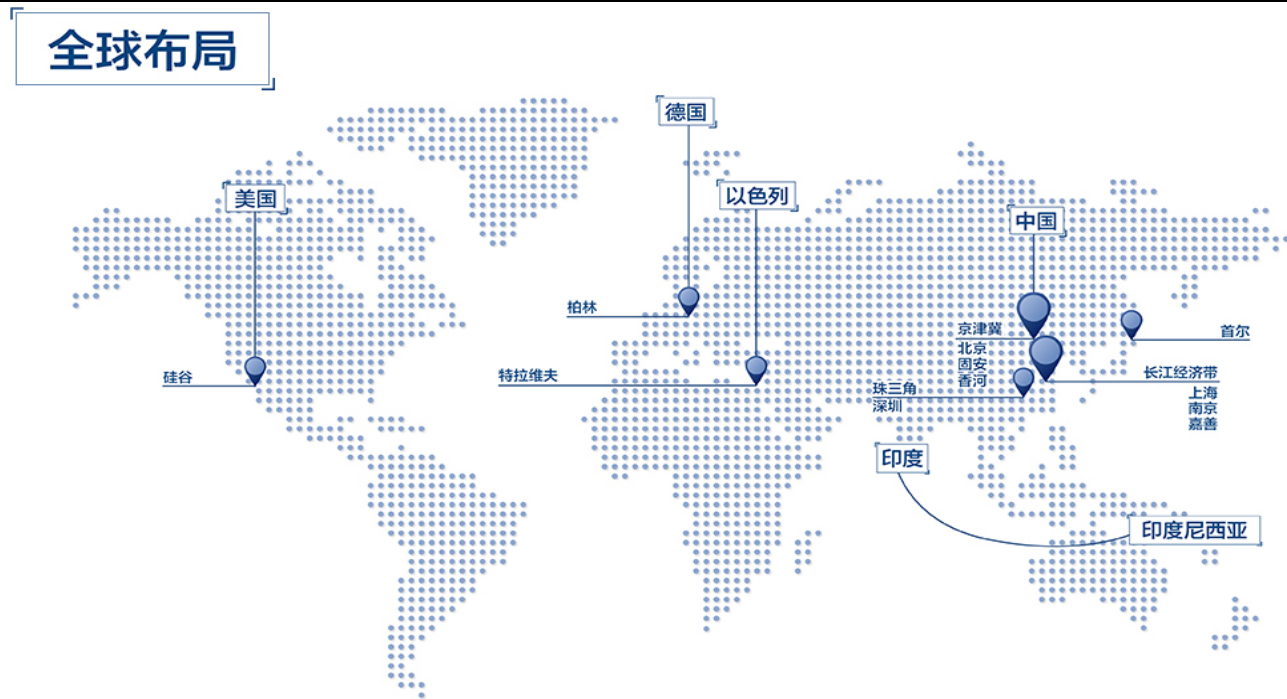 全球布局
德国
美国
以色列
中国
柏林
京津冀
北京
固安
香河
首尔
硅谷
特拉维夫
长江经济带
上海
南京
嘉善
珠三角
深圳
印度
印度尼西亚